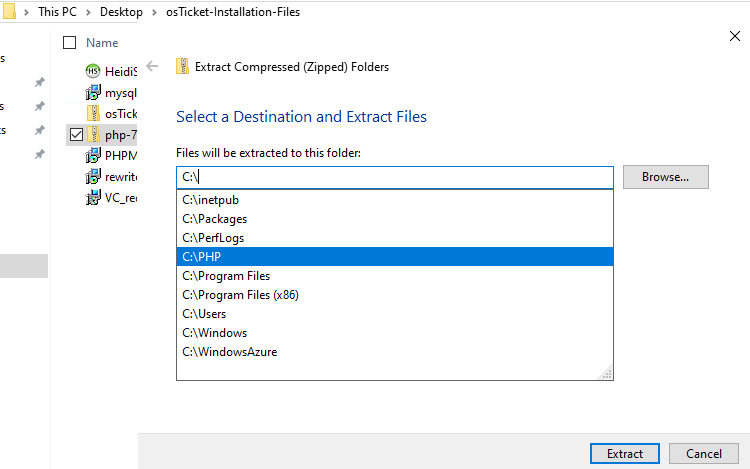 This PC > Desktop > osTicket-Installation-Files
Name
HeidiS
mysql
osTick
php-7
PHPM
rewrite
VC_rec
Extract Compressed (Zipped) Folders
Select a Destination and Extract Files
Files will be extracted to this folder:
C:\
Browse...
C:\inetpub
C:\Packages
C:\PerfLogs
C:\PHP
C:\Program Files
C:\Program Files (x86)
C:\Users
C:\Windows
C:\WindowsAzure
Extract
Cancel